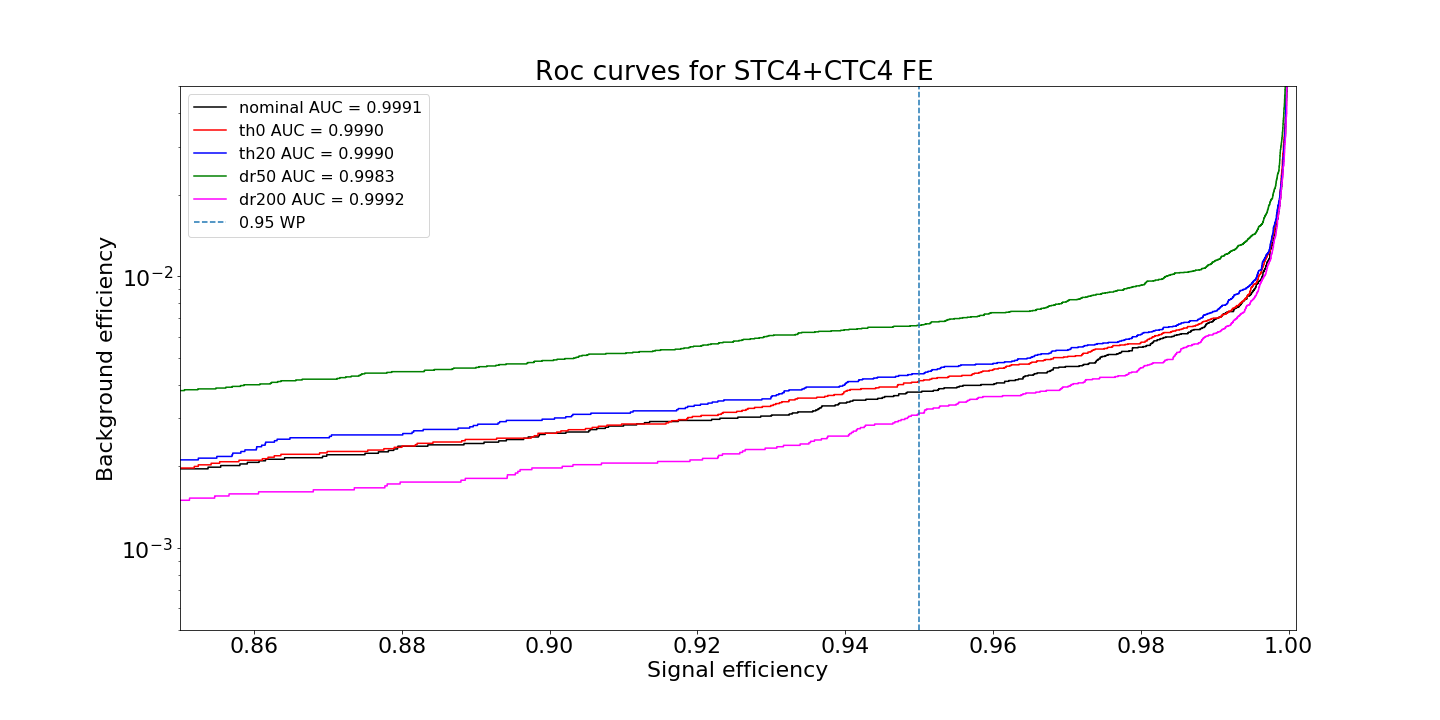 Roc curves for STC4+CTC4 FE
nominal AUC = 0.9991
th0 AUC = 0.9990
th20 AUC = 0.9990
dr50 AUC = 0.9983
dr200 AUC = 0.9992
0.95 WP
Background efficiency
10⁻²
10⁻³
0.86 0.88 0.90 0.92 0.94 0.96 0.98 1.00
Signal efficiency